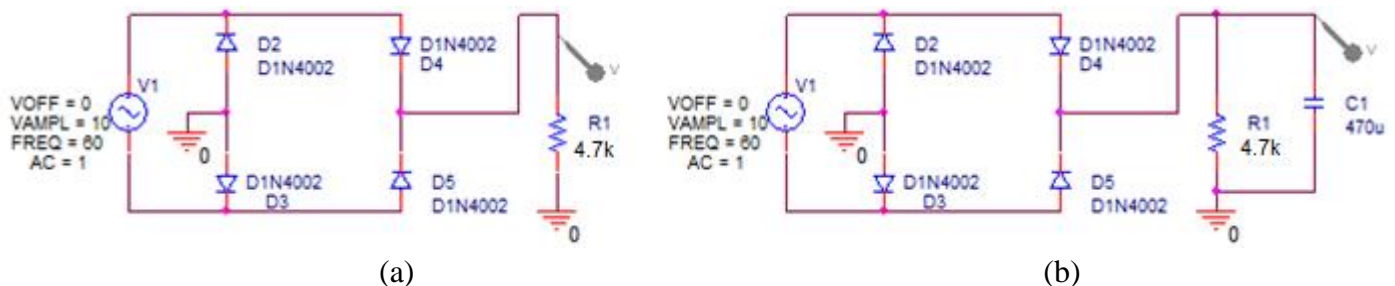 D2
D1N4002
D1N4002
D4
V1
VOFF = 0
VAMPL = 10
FREQ = 60
AC = 1
0
R1
4.7k
V
D1N4002
D3
D5
D1N4002
0
(a)
D2
D1N4002
D1N4002
D4
V1
VOFF = 0
VAMPL = 10
FREQ = 60
AC = 1
0
R1
4.7k
C1
470u
V
D1N4002
D3
D5
D1N4002
0
(b)